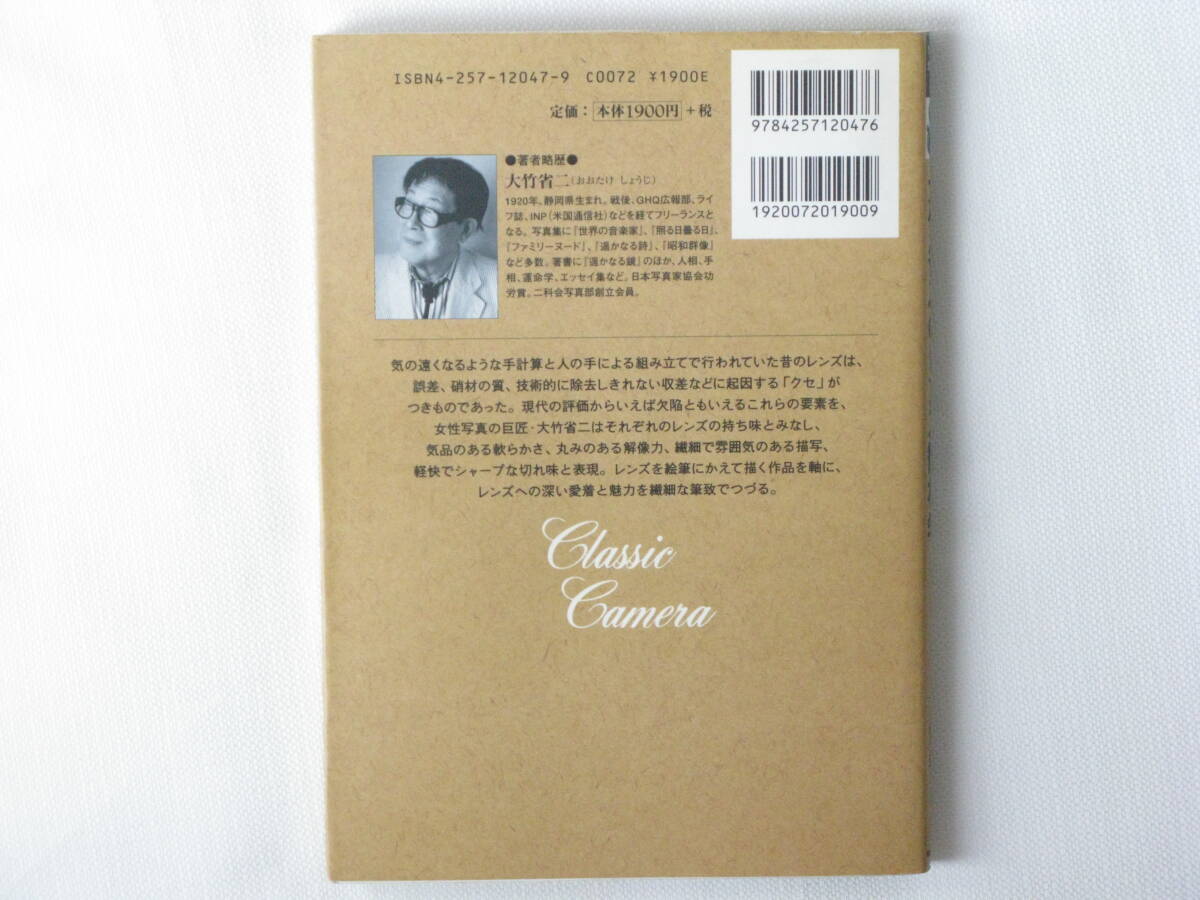 ISBN4-257-12047-9 C0072 ¥1900E
定価：本体1900円＋税
9784257120476
1920072019009
●著者略歴●
大竹省二(おおたけ しょうじ)
1920年、静岡県生まれ。戦後、GHQ広報部、ライ
フ誌、INP（米国通信社）などを経てフリーランスと
なる。写真集に『世界の音楽家』、『照る日曇る日』、
『ファミリーヌード』、『遥かなる詩』、『昭和群像』
など多数。著書に『遥かなる鏡』のほか、人相、手
相、運命学、エッセイ集など。日本写真家協会功
労賞。二科会写真部創立会員。
気の遠くなるような手計算と人の手による組み立てで行われていた昔のレンズは、
誤差、硝材の質、技術的に除去しきれない収差などに起因する「クセ」が
つきものであった。現代の評価からいえば欠陥ともいえるこれらの要素を、
女性写真の巨匠・大竹省二はそれぞれのレンズの持ち味とみなし、
気品のある軟らかさ、丸みのある解像力、繊細で雰囲気のある描写、
軽快でシャープな切れ味と表現。レンズを絵筆にかえて描く作品を軸に、
レンズへの深い愛着と魅力を繊細な筆致でつづる。
Classic
Camera